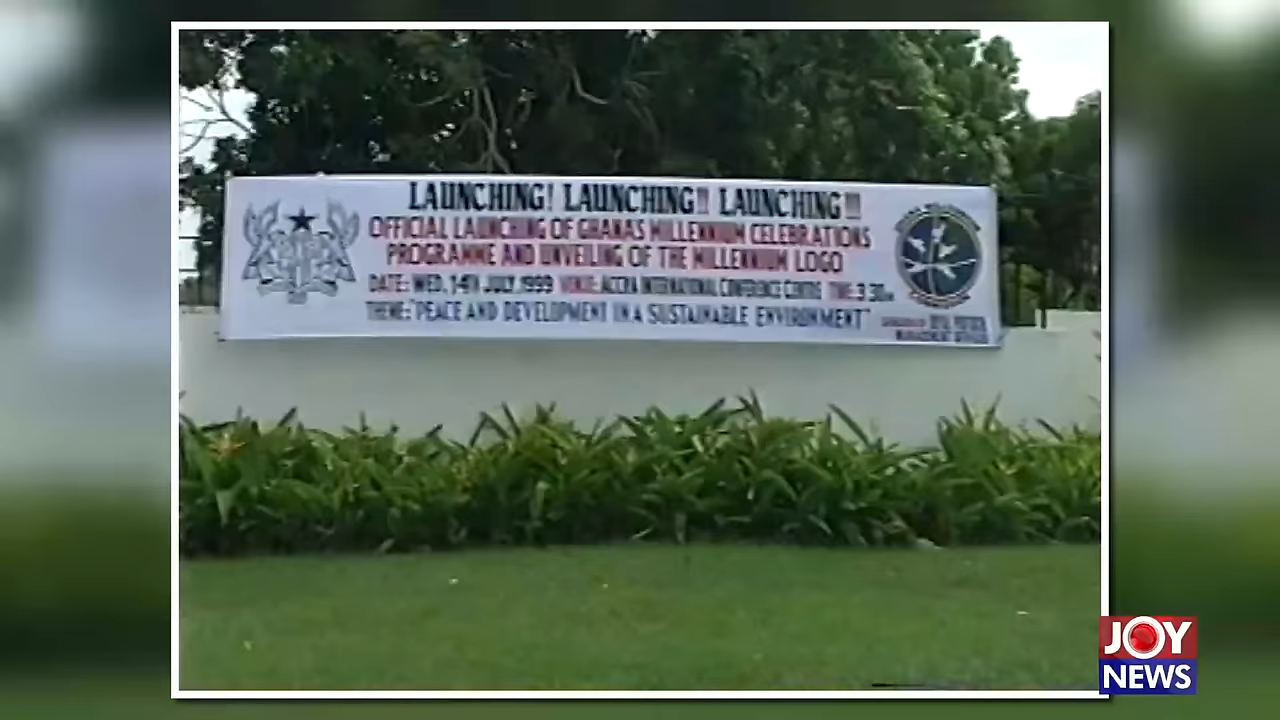 LAUNCHING! LAUNCHING!! LAUNCHING!!!
OFFICIAL LAUNCHING OF GHANA'S MILLENNIUM CELEBRATIONS
PROGRAMME AND UNVEILING OF THE MILLENNIUM LOGO
DATE: WED. 14TH JULY, 1999 VENUE: ACCRA INTERNATIONAL CONFERENCE CENTRE TIME: 3.30
THEME: "PEACE AND DEVELOPMENT IN A SUSTAINABLE ENVIRONMENT"
JOY
NEWS